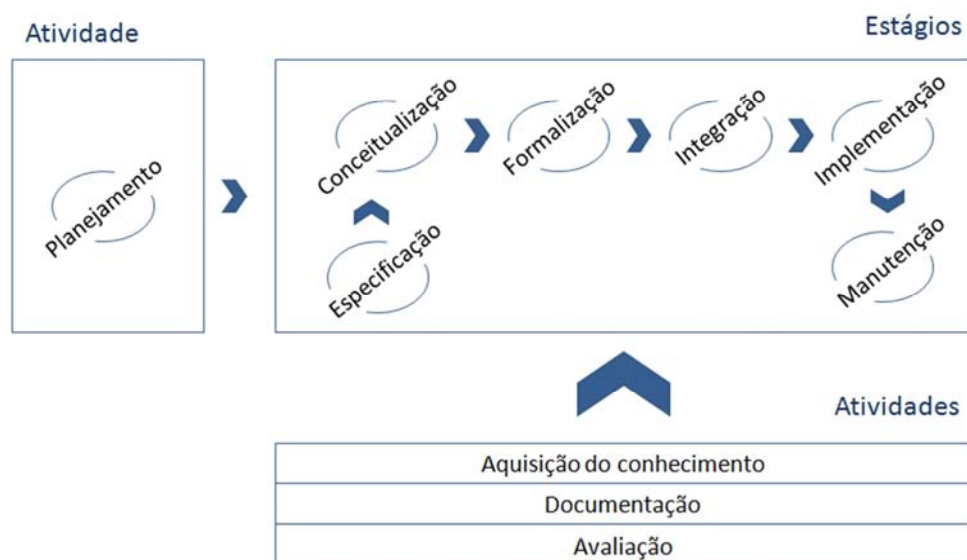 Atividade
Estágios
Planejamento
Conceitualização
Formalização
Integração
Implementação
Especificação
Manutenção
Atividades
Aquisição do conhecimento
Documentação
Avaliação